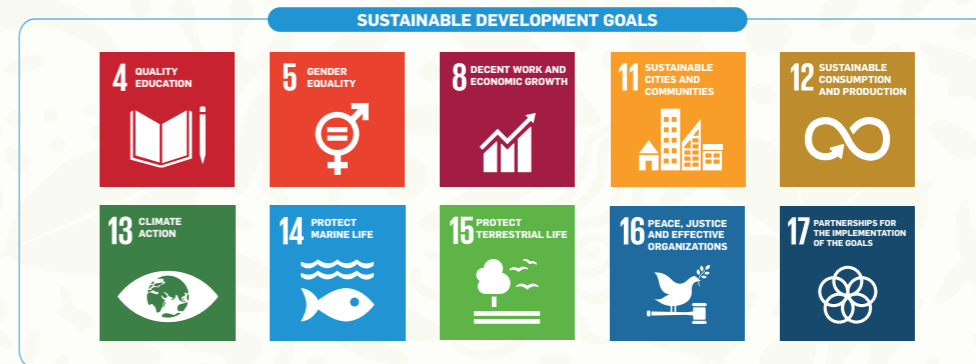 SUSTAINABLE DEVELOPMENT GOALS
4 QUALITY
EDUCATION
5 GENDER
EQUALITY
8 DECENT WORK AND
ECONOMIC GROWTH
11 SUSTAINABLE
CITIES AND
COMMUNITIES
12 SUSTAINABLE
CONSUMPTION
AND PRODUCTION
13 CLIMATE
ACTION
14 PROTECT
MARINE LIFE
15 PROTECT
TERRESTRIAL LIFE
16 PEACE, JUSTICE
AND EFFECTIVE
ORGANIZATIONS
17 PARTNERSHIPS FOR
THE IMPLEMENTATION
OF THE GOALS